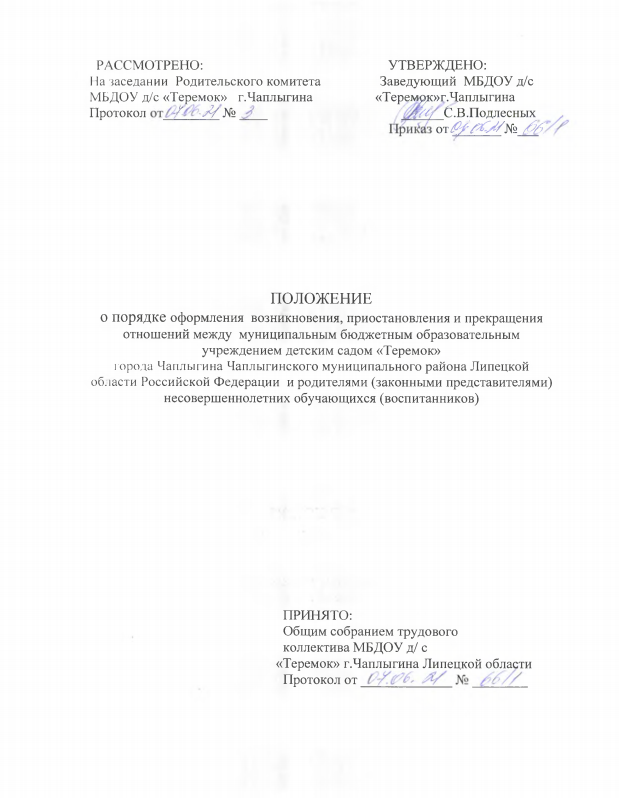 РАССМОТРЕНО:
На заседании Родительского комитета
МБДОУ д/с «Теремок» г.Чаплыгина
Протокол от 04.06.21 № 3
УТВЕРЖДЕНО:
Заведующий МБДОУ д/с
«Теремок»г.Чаплыгина
С.В.Подлесных
Приказ от 04.06.21 № 66/1
ПОЛОЖЕНИЕ
о порядке оформления возникновения, приостановления и прекращения
отношений между муниципальным бюджетным образовательным
учреждением детским садом «Теремок»
города Чаплыгина Чаплыгинского муниципального района Липецкой
области Российской Федерации и родителями (законными представителями)
несовершеннолетних обучающихся (воспитанников)
ПРИНЯТО:
Общим собранием трудового
коллектива МБДОУ д/ с
«Теремок» г.Чаплыгина Липецкой области
Протокол от 04.06. 21 № 66/1